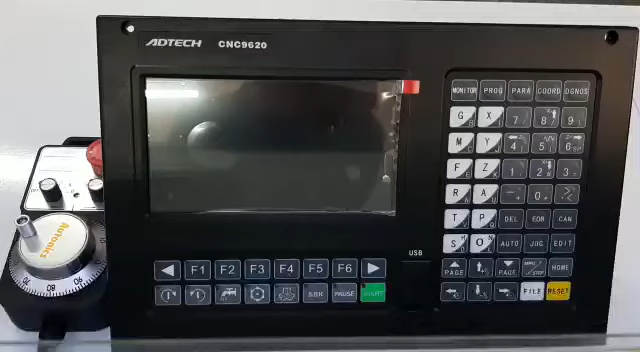 ADTECH CNC9620
MONITOR PROG PARA COORD DGNOS
G X 7 8 9
M Y 4 5 6
F Z 1 2 3
R A - 0
T P DEL EOB CAN
S O AUTO JOG EDIT
USB
F1 F2 F3 F4 F5 F6
PAGE PAGE HOME
SBK PAUSE START
FILE RESET
Autonics
80 70